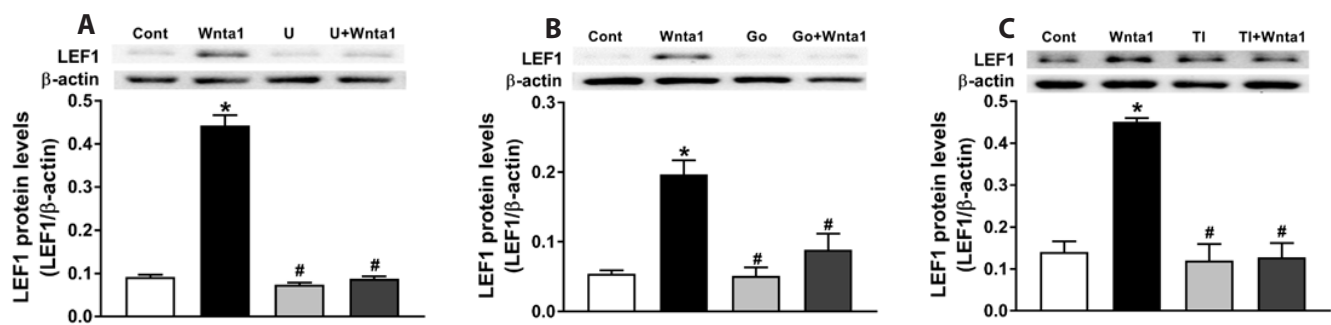 A
Cont Wnta1 U U+Wnta1
LEF1
β-actin
LEF1 protein levels
(LEF1/β-actin)
0.5
0.4
0.3
0.2
0.1
0.0
*
#
#
B
Cont Wnta1 Go Go+Wnta1
LEF1
β-actin
LEF1 protein levels
(LEF1/β-actin)
0.3
0.2
0.1
0.0
*
#
#
C
Cont Wnta1 TI TI+Wnta1
LEF1
β-actin
LEF1 protein levels
(LEF1/β-actin)
0.5
0.4
0.3
0.2
0.1
0.0
*
#
#